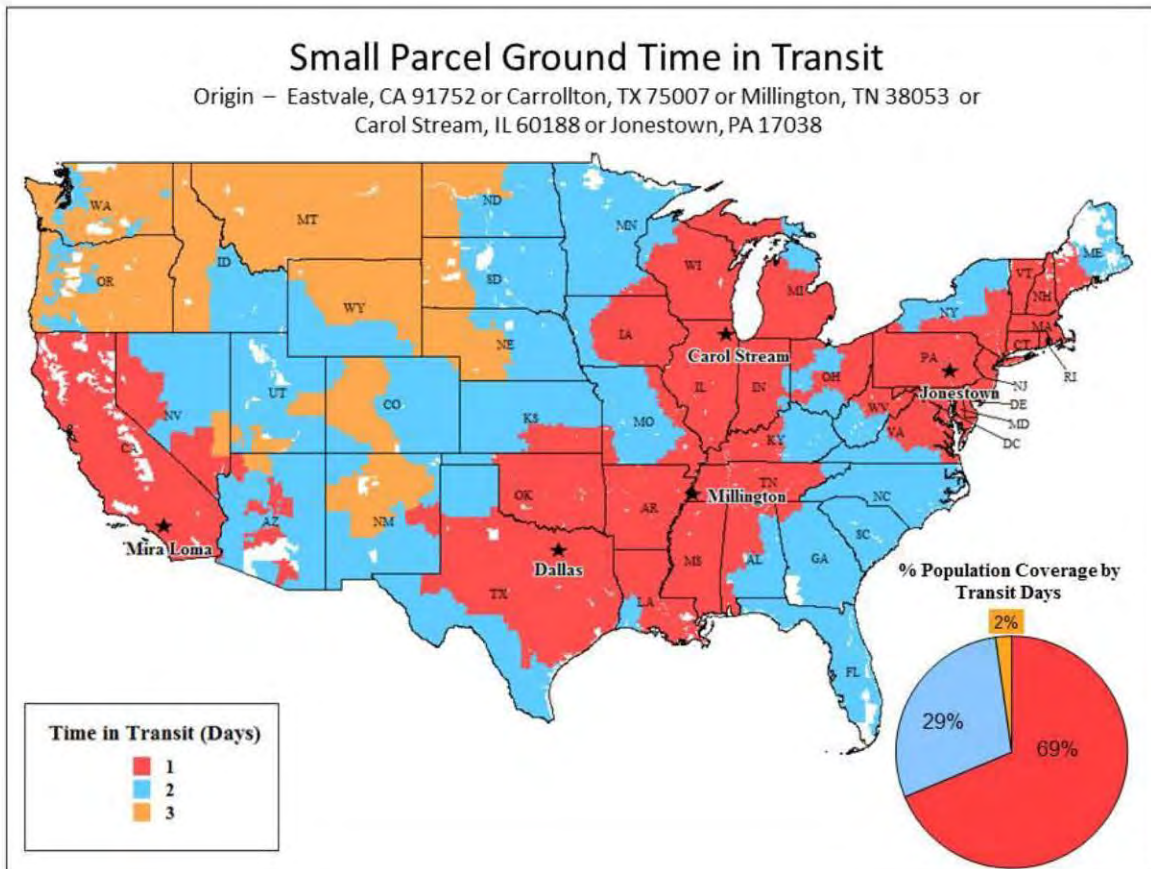 Small Parcel Ground Time in Transit
Origin – Eastvale, CA 91752 or Carrollton, TX 75007 or Millington, TN 38053 or
Carol Stream, IL 60188 or Jonestown, PA 17038
WA
MT
ND
MN
ME
OR
ID
SD
WI
MI
VT
NH
NY
WY
MA
CT
RI
IA
NE
Carol Stream
PA
Jonestown
NJ
DE
MD
DC
NV
UT
CO
IL
IN
OH
WV
VA
KS
MO
KY
CA
Millington
TN
NC
OK
AR
AZ
NM
SC
Mira Loma
Dallas
MS
AL
GA
TX
LA
FL
% Population Coverage by
Transit Days
2%
29%
69%
Time in Transit (Days)
1
2
3